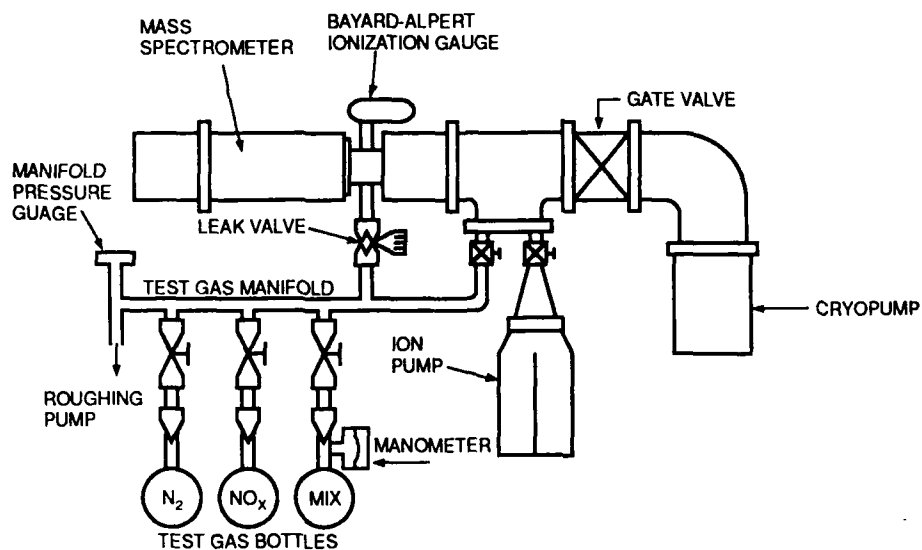 BAYARD-ALPERT
IONIZATION GAUGE
MASS
SPECTROMETER
GATE VALVE
MANIFOLD
PRESSURE
GUAGE
LEAK VALVE
TEST GAS MANIFOLD
CRYOPUMP
ION
PUMP
ROUGHING
PUMP
MANOMETER
N₂
NOₓ
MIX
TEST GAS BOTTLES